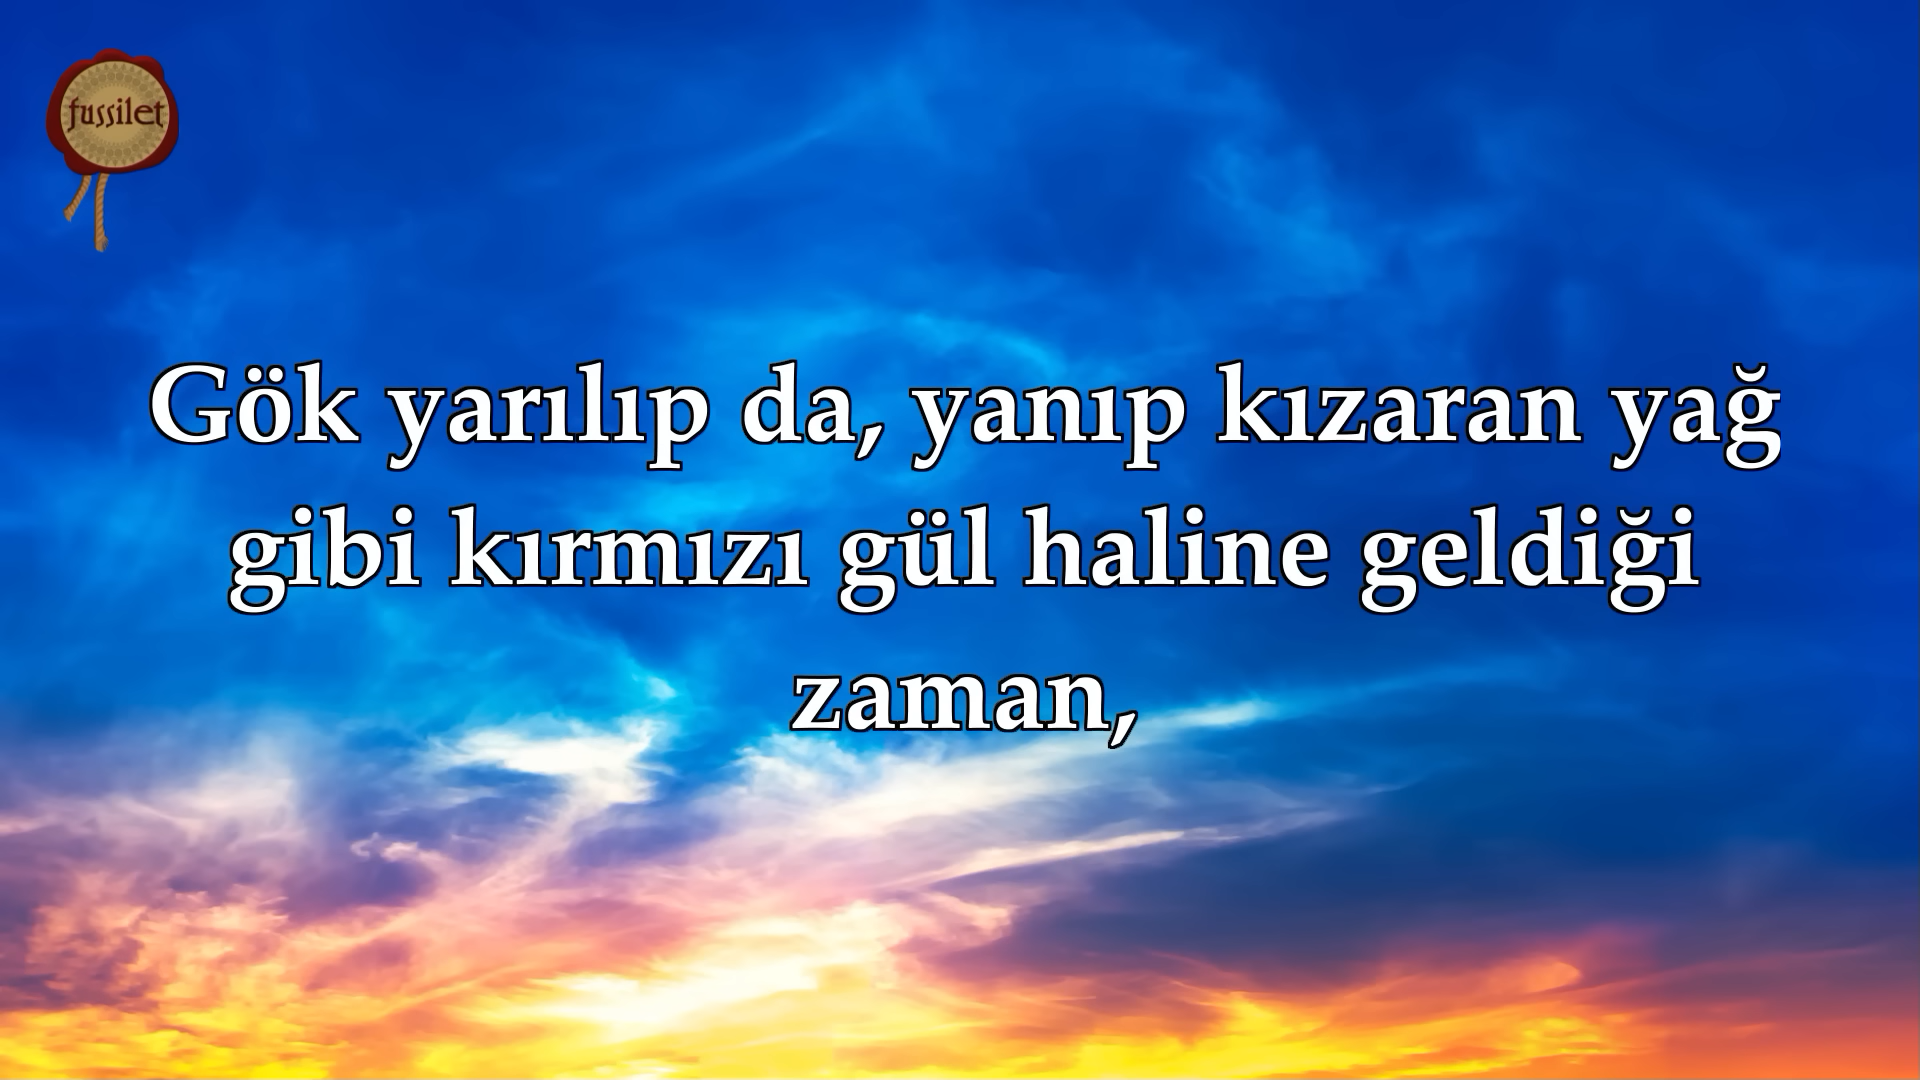 fussilet
Gök yarılıp da, yanıp kızaran yağ
gibi kırmızı gül haline geldiği
zaman,